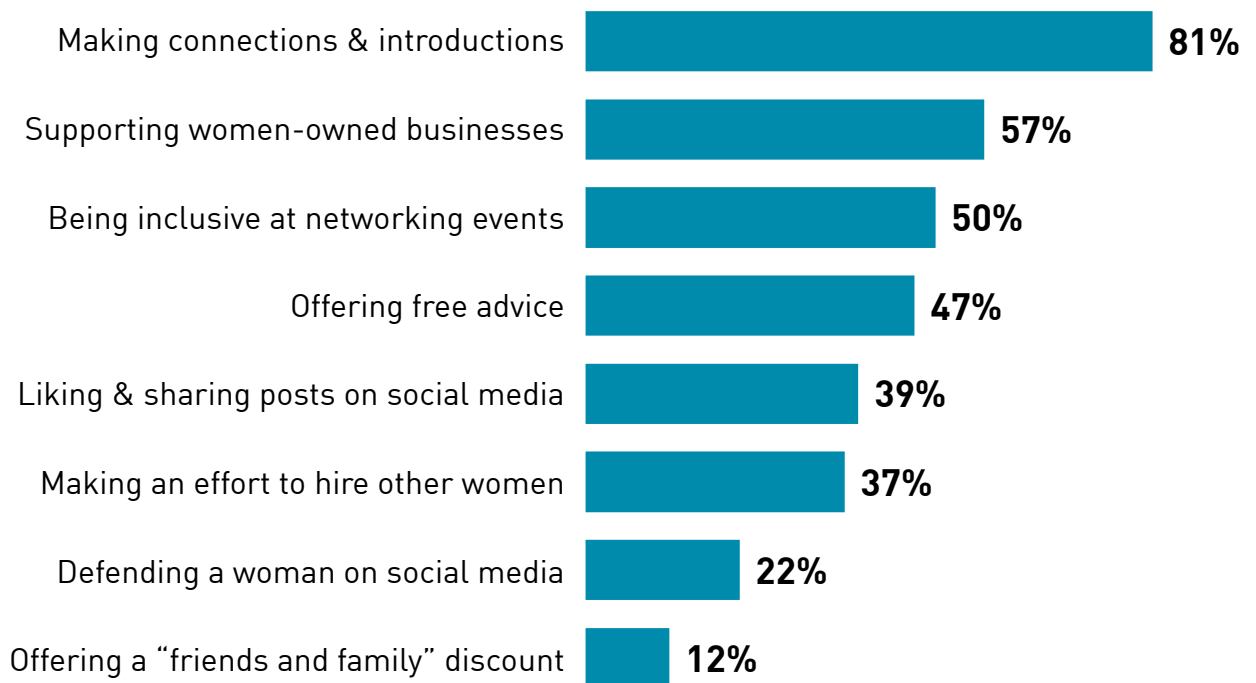 Making connections & introductions 81%
Supporting women-owned businesses 57%
Being inclusive at networking events 50%
Offering free advice 47%
Liking & sharing posts on social media 39%
Making an effort to hire other women 37%
Defending a woman on social media 22%
Offering a “friends and family” discount 12%